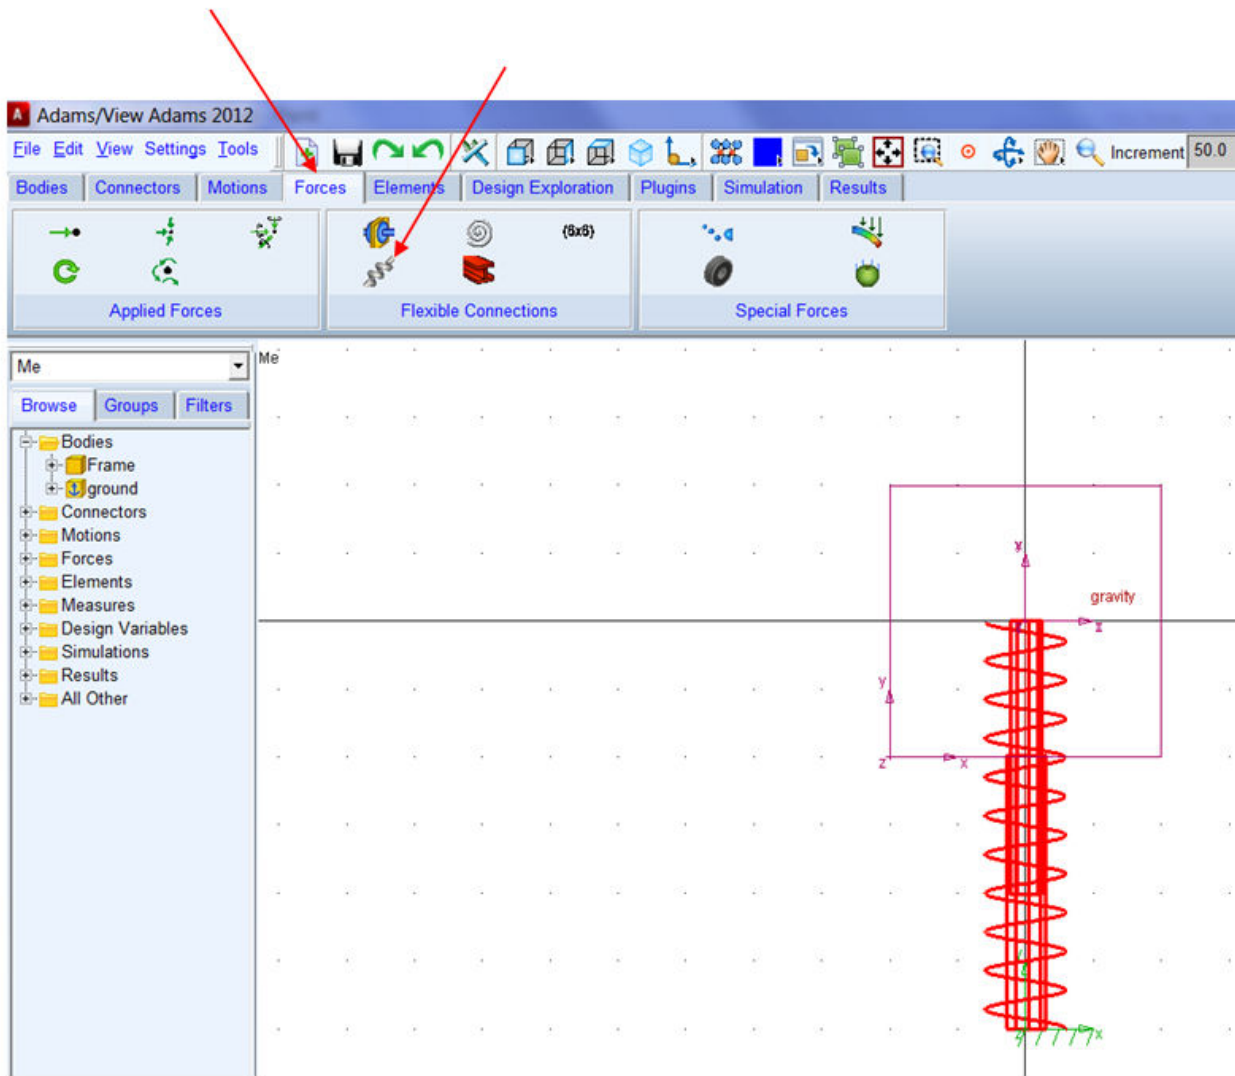 Adams/View Adams 2012
File Edit View Settings Tools
Increment 50.0
Bodies Connectors Motions Forces Elements Design Exploration Plugins Simulation Results
{6x6}
Applied Forces Flexible Connections Special Forces
Me
Me
Browse Groups Filters
Bodies
Frame
ground
Connectors
Motions
Forces
Elements
Measures
Design Variables
Simulations
Results
All Other
gravity
y
z x
x